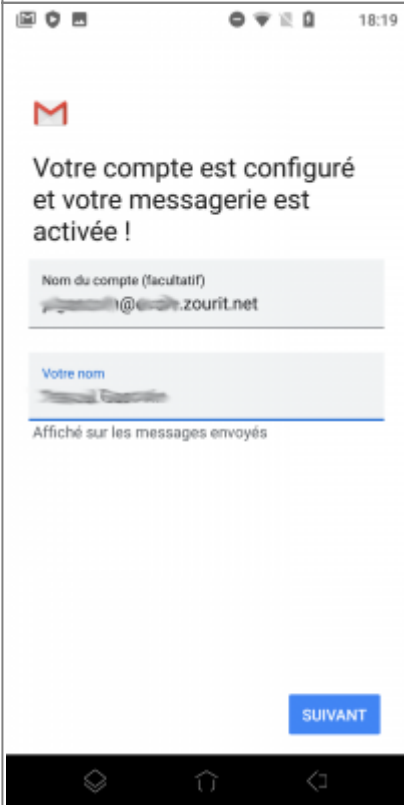 18:19
Votre compte est configuré
et votre messagerie est
activée !
Nom du compte (facultatif)
@ .zourit.net
Votre nom
Affiché sur les messages envoyés
SUIVANT